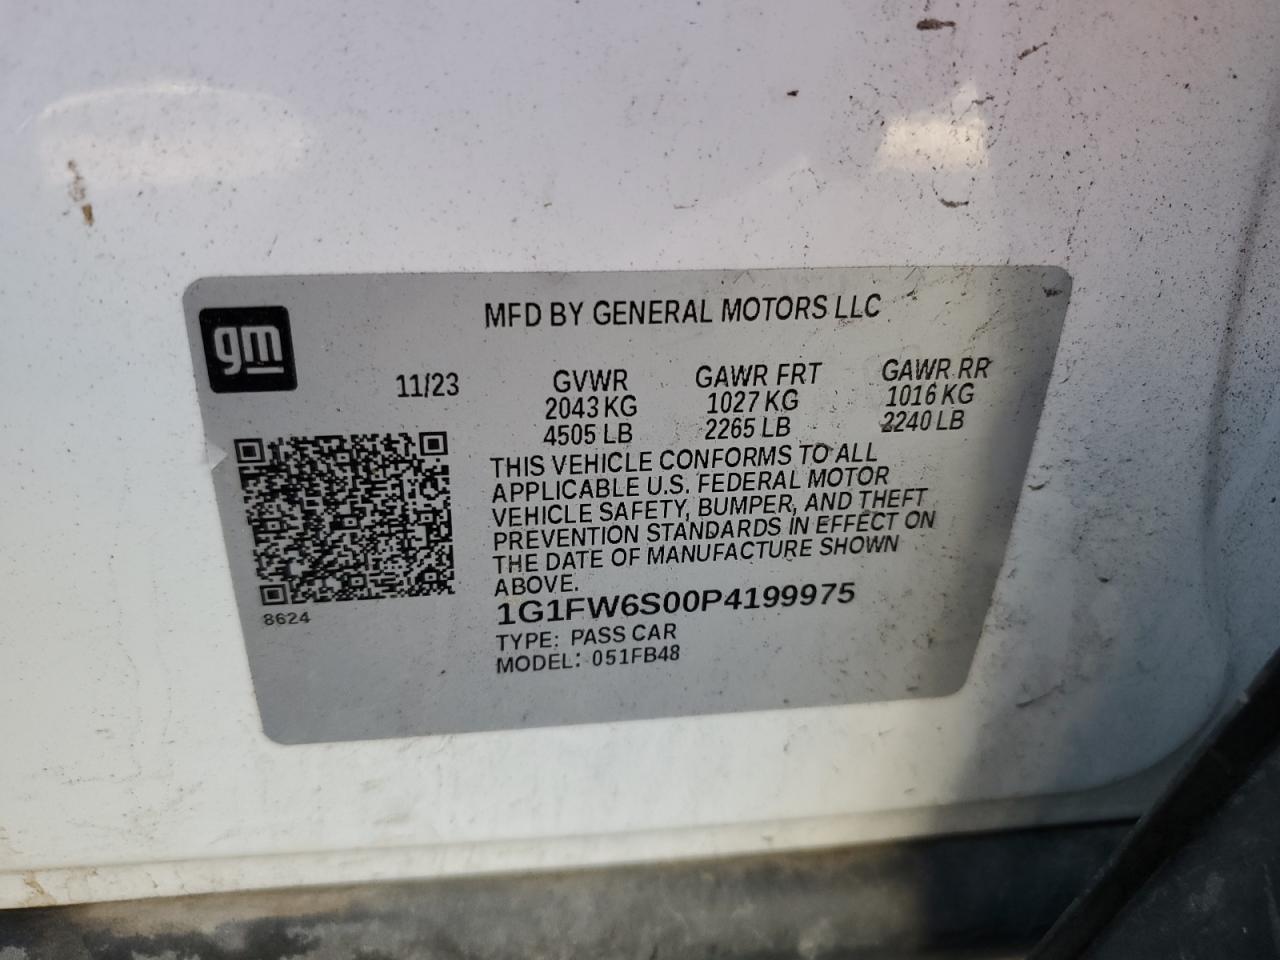 MFD BY GENERAL MOTORS LLC
gm
11/23 GVWR GAWR FRT GAWR RR
2043 KG 1027 KG 1016 KG
4505 LB 2265 LB 2240 LB
THIS VEHICLE CONFORMS TO ALL
APPLICABLE U.S. FEDERAL MOTOR
VEHICLE SAFETY, BUMPER, AND THEFT
PREVENTION STANDARDS IN EFFECT ON
THE DATE OF MANUFACTURE SHOWN
ABOVE.
1G1FW6S00P4199975
8624
TYPE: PASS CAR
MODEL: 051FB48